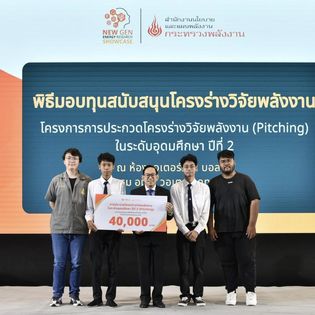 NEW GEN
ENERGY RESEARCH
SHOWCASE
สำนักงานนโยบาย
และแผนพลังงาน
กระทรวงพลังงาน
พิธีมอบทุนสนับสนุนโครงร่างวิจัยพลังงาน
โครงการการประกวดโครงร่างวิจัยพลังงาน (Pitching)
ในระดับอุดมศึกษา ปีที่ 2
ณ ห้อง
40,000